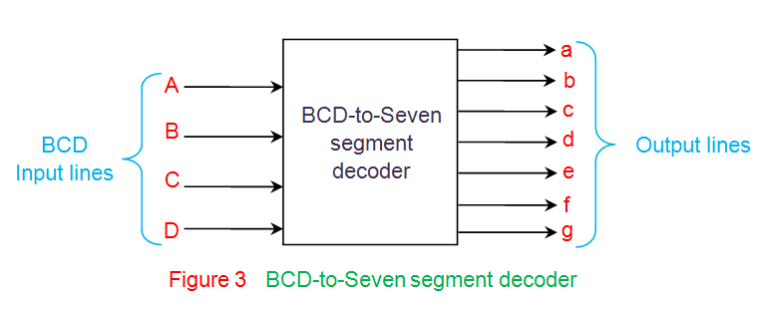 A
B
C
D
BCD
Input lines
BCD-to-Seven
segment
decoder
a
b
c
d
e
f
g
Output lines
Figure 3 BCD-to-Seven segment decoder